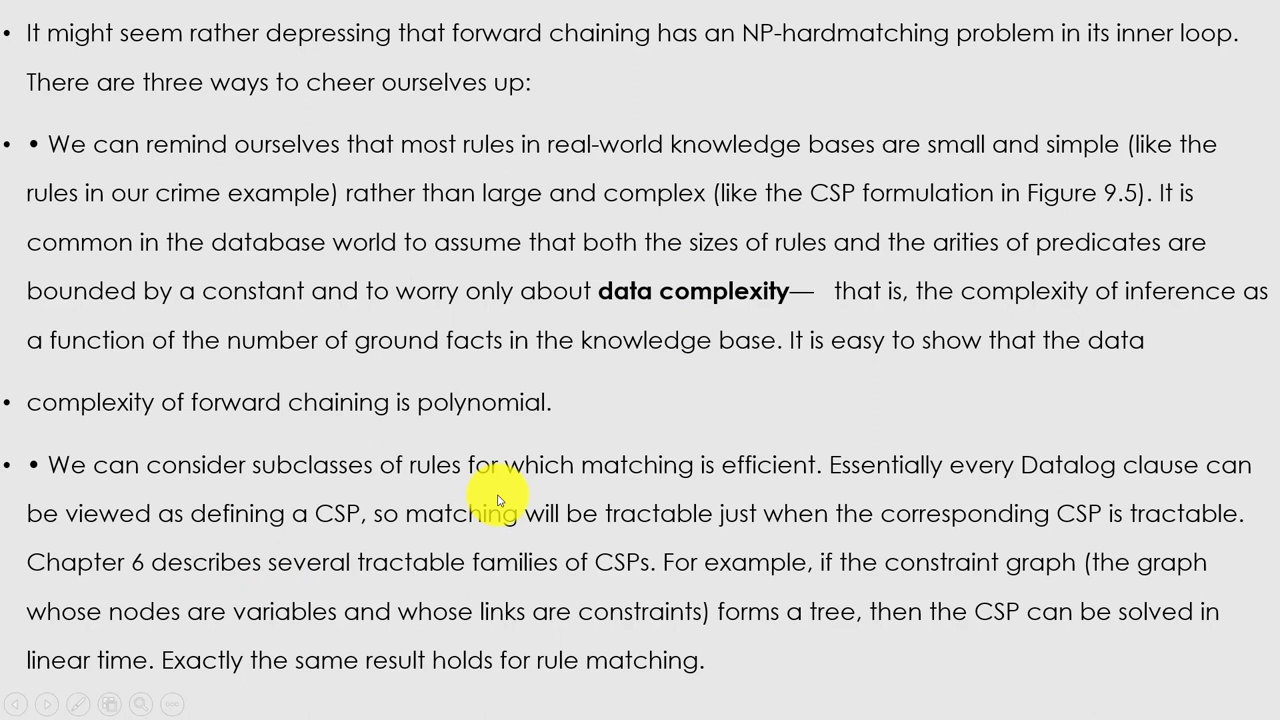 • It might seem rather depressing that forward chaining has an NP-hardmatching problem in its inner loop.
There are three ways to cheer ourselves up:
• • We can remind ourselves that most rules in real-world knowledge bases are small and simple (like the
rules in our crime example) rather than large and complex (like the CSP formulation in Figure 9.5). It is
common in the database world to assume that both the sizes of rules and the arities of predicates are
bounded by a constant and to worry only about data complexity— that is, the complexity of inference as
a function of the number of ground facts in the knowledge base. It is easy to show that the data
• complexity of forward chaining is polynomial.
• • We can consider subclasses of rules for which matching is efficient. Essentially every Datalog clause can
be viewed as defining a CSP, so matching will be tractable just when the corresponding CSP is tractable.
Chapter 6 describes several tractable families of CSPs. For example, if the constraint graph (the graph
whose nodes are variables and whose links are constraints) forms a tree, then the CSP can be solved in
linear time. Exactly the same result holds for rule matching.